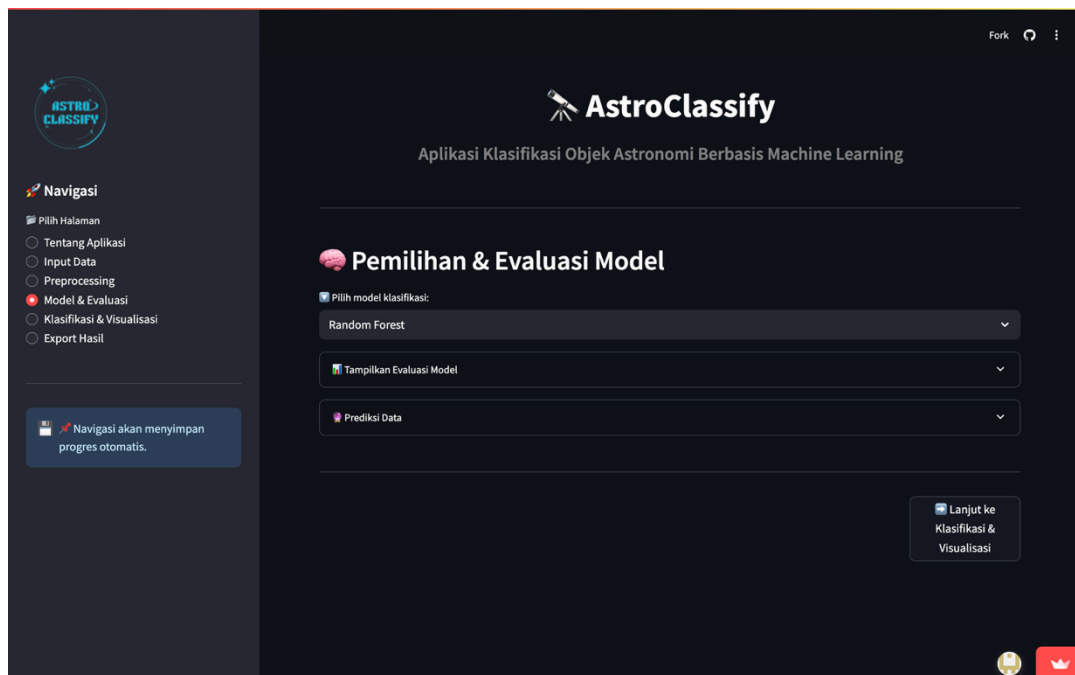 Fork
ASTRO
CLASSIFY
AstroClassify
Aplikasi Klasifikasi Objek Astronomi Berbasis Machine Learning
Navigasi
Pilih Halaman
Tentang Aplikasi
Input Data
Preprocessing
Model & Evaluasi
Klasifikasi & Visualisasi
Export Hasil
Navigasi akan menyimpan
progres otomatis.
Pemilihan & Evaluasi Model
Pilih model klasifikasi:
Random Forest
Tampilkan Evaluasi Model
Prediksi Data
Lanjut ke
Klasifikasi &
Visualisasi